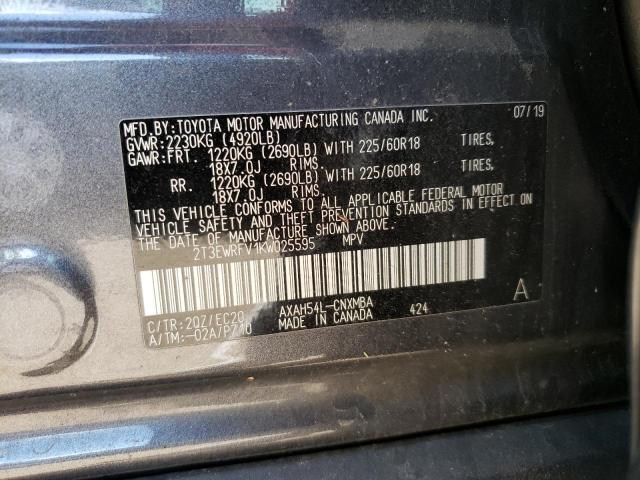 MFD.BY:TOYOTA MOTOR MANUFACTURING CANADA INC. 07/19
GVWR:2230KG (4920LB)
GAWR:FRT. 1220KG (2690LB) WITH 225/60R18 TIRES,
18X7.0J RIMS
RR. 1220KG (2690LB) WITH 225/60R18 TIRES,
18X7.0J RIMS
THIS VEHICLE CONFORMS TO ALL APPLICABLE FEDERAL MOTOR
VEHICLE SAFETY AND THEFT PREVENTION STANDARDS IN EFFECT ON
THE DATE OF MANUFACTURE SHOWN ABOVE.
2T3EWRFV1KW025595 MPV
C/TR:2QZ/EC20 AXAH54L-CNXMBA A
A/TM:-02A/P710 MADE IN CANADA 424